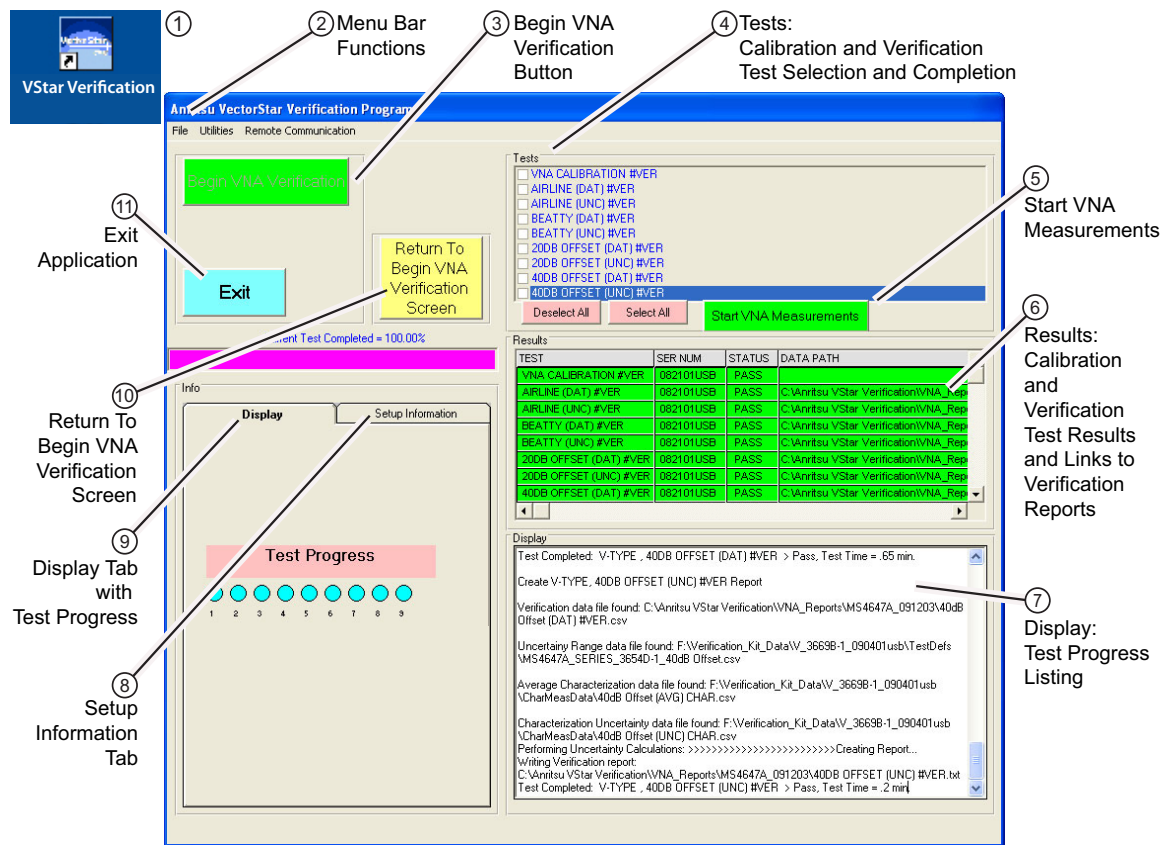 VectorStar
VStar Verification
1
2 Menu Bar
Functions
3 Begin VNA
Verification
Button
4 Tests:
Calibration and Verification
Test Selection and Completion
Anritsu VectorStar Verification Program
File Utilities Remote Communication
Begin VNA Verification
11
Exit
Application
Exit
Return To
Begin VNA
Verification
Screen
Tests
VNA CALIBRATION #VER
AIRLINE (DAT) #VER
AIRLINE (UNC) #VER
BEATTY (DAT) #VER
BEATTY (UNC) #VER
20DB OFFSET (DAT) #VER
20DB OFFSET (UNC) #VER
40DB OFFSET (DAT) #VER
40DB OFFSET (UNC) #VER
Deselect All Select All Start VNA Measurements
5
Start VNA
Measurements
Current Test Completed = 100.00%
Results
TEST SER NUM STATUS DATA PATH
VNA CALIBRATION #VER 082101USB PASS
AIRLINE (DAT) #VER 082101USB PASS C:\Anritsu VStar Verification\VNA_Repo
AIRLINE (UNC) #VER 082101USB PASS C:\Anritsu VStar Verification\VNA_Rep
BEATTY (DAT) #VER 082101USB PASS C:\Anritsu VStar Verification\VNA_Rep
BEATTY (UNC) #VER 082101USB PASS C:\Anritsu VStar Verification\VNA_Rep
20DB OFFSET (DAT) #VER 082101USB PASS C:\Anritsu VStar Verification\VNA_Rep
20DB OFFSET (UNC) #VER 082101USB PASS C:\Anritsu VStar Verification\VNA_Rep
40DB OFFSET (DAT) #VER 082101USB PASS C:\Anritsu VStar Verification\VNA_Rep
6
Results:
Calibration
and
Verification
Test Results
and Links to
Verification
Reports
10
Return To
Begin VNA
Verification
Screen
Info
Display Setup Information
Test Progress
1 2 3 4 5 6 7 8 9
9
Display Tab
with
Test Progress
8
Setup
Information
Tab
Display
Test Completed: V-TYPE , 40DB OFFSET (DAT) #VER > Pass, Test Time = .65 min.
Create V-TYPE, 40DB OFFSET (UNC) #VER Report
Verification data file found: C:\Anritsu VStar Verification\VNA_Reports\MS4647A_091203\40dB
Offset (DAT) #VER.csv
Uncertainy Range data file found: F:\Verification_Kit_Data\V_3669B-1_090401usb\TestDefs
\MS4647A_SERIES_3654D-1_40dB Offset.csv
Average Characterization data file found: F:\Verification_Kit_Data\V_3669B-1_090401usb
\CharMeasData\40dB Offset (AVG) CHAR.csv
Characterization Uncertainty data file found: F:\Verification_Kit_Data\V_3669B-1_090401usb
\CharMeasData\40dB Offset (UNC) CHAR.csv
Performing Uncertainty Calculations: >>>>>>>>>>>>>>>>>>>>>>>>>>Creating Report...
Writing Verification report:
C:\Anritsu VStar Verification\VNA_Reports\MS4647A_091203\40DB OFFSET (UNC) #VER.txt
Test Completed: V-TYPE , 40DB OFFSET (UNC) #VER > Pass, Test Time = .2 min.
7
Display:
Test Progress
Listing